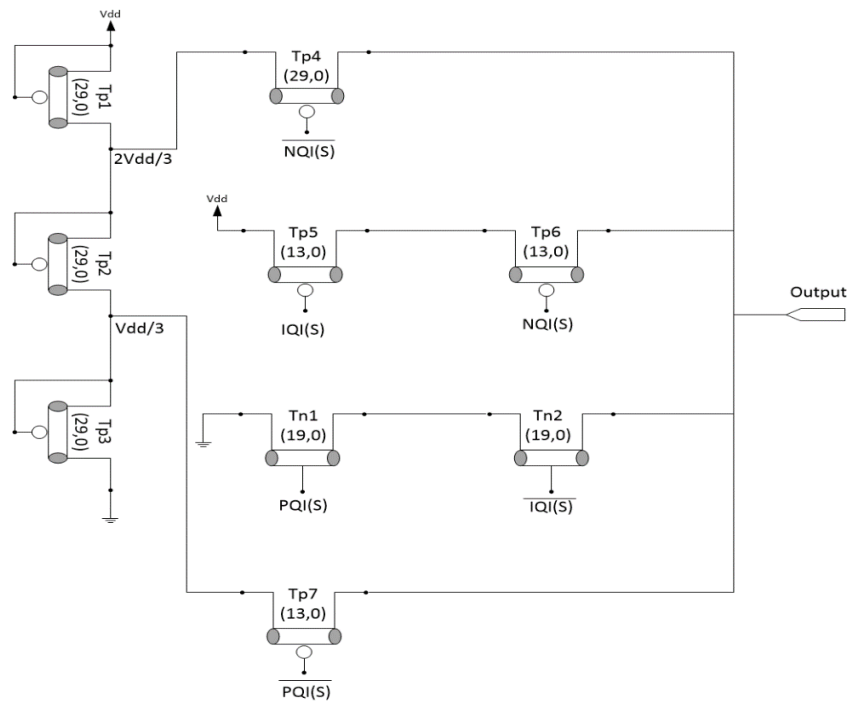 Vdd
Tp1
(29,0)
2Vdd/3
Tp4
(29,0)
NQI(S)
Vdd
Tp2
(29,0)
Tp5
(13,0)
IQI(S)
Tp6
(13,0)
NQI(S)
Output
Vdd/3
Tp3
(29,0)
Tn1
(19,0)
PQI(S)
Tn2
(19,0)
IQI(S)
Tp7
(13,0)
PQI(S)